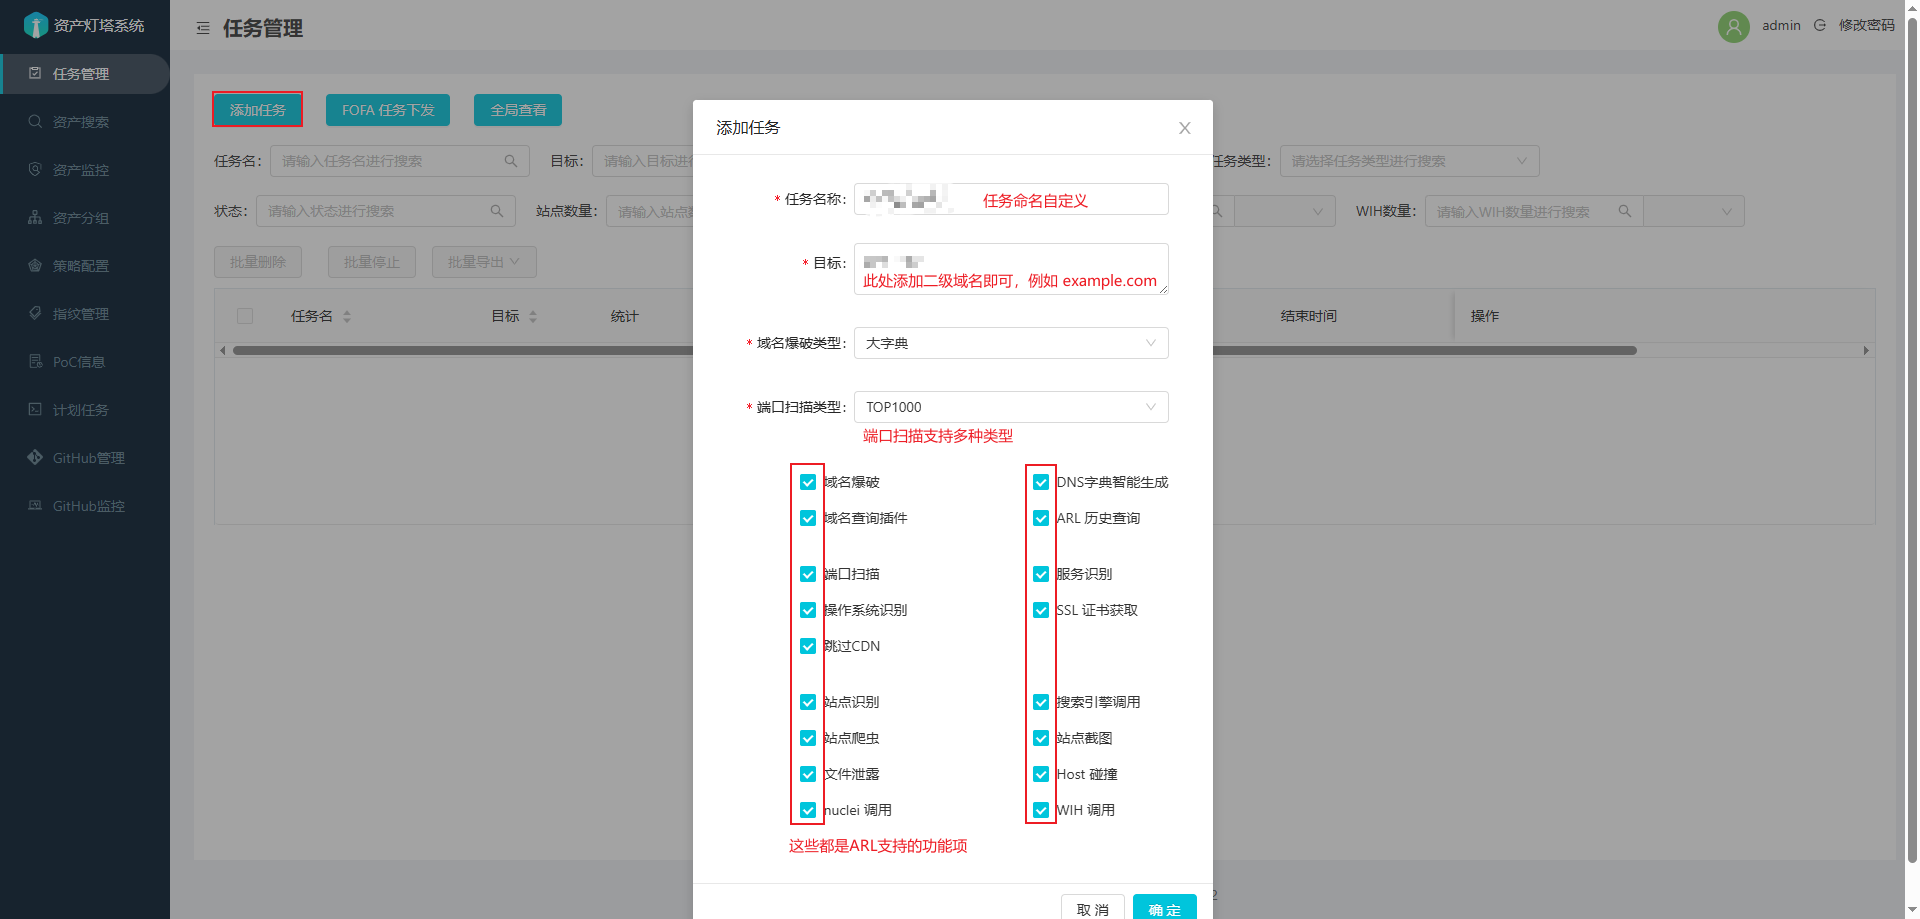 资产灯塔系统
任务管理
资产搜索
资产监控
资产分组
策略配置
指纹管理
PoC信息
计划任务
GitHub管理
GitHub监控
任务管理
admin
修改密码
添加任务
FOFA 任务下发
全局查看
任务名:
请输入任务名进行搜索
目标:
请输入目标进
任务类型:
请选择任务类型进行搜索
状态:
请输入状态进行搜索
站点数量:
请输入站点
WIH数量:
请输入WIH数量进行搜索
批量删除
批量停止
批量导出
任务名
目标
统计
结束时间
操作
添加任务
* 任务名称:
任务命名自定义
* 目标:
此处添加二级域名即可，例如 example.com
* 域名爆破类型:
大字典
* 端口扫描类型:
TOP1000
端口扫描支持多种类型
域名爆破
DNS字典智能生成
域名查询插件
ARL 历史查询
端口扫描
服务识别
操作系统识别
SSL 证书获取
跳过CDN
站点识别
搜索引擎调用
站点爬虫
站点截图
文件泄露
Host 碰撞
nuclei 调用
WIH 调用
这些都是ARL支持的功能项
取 消
确 定